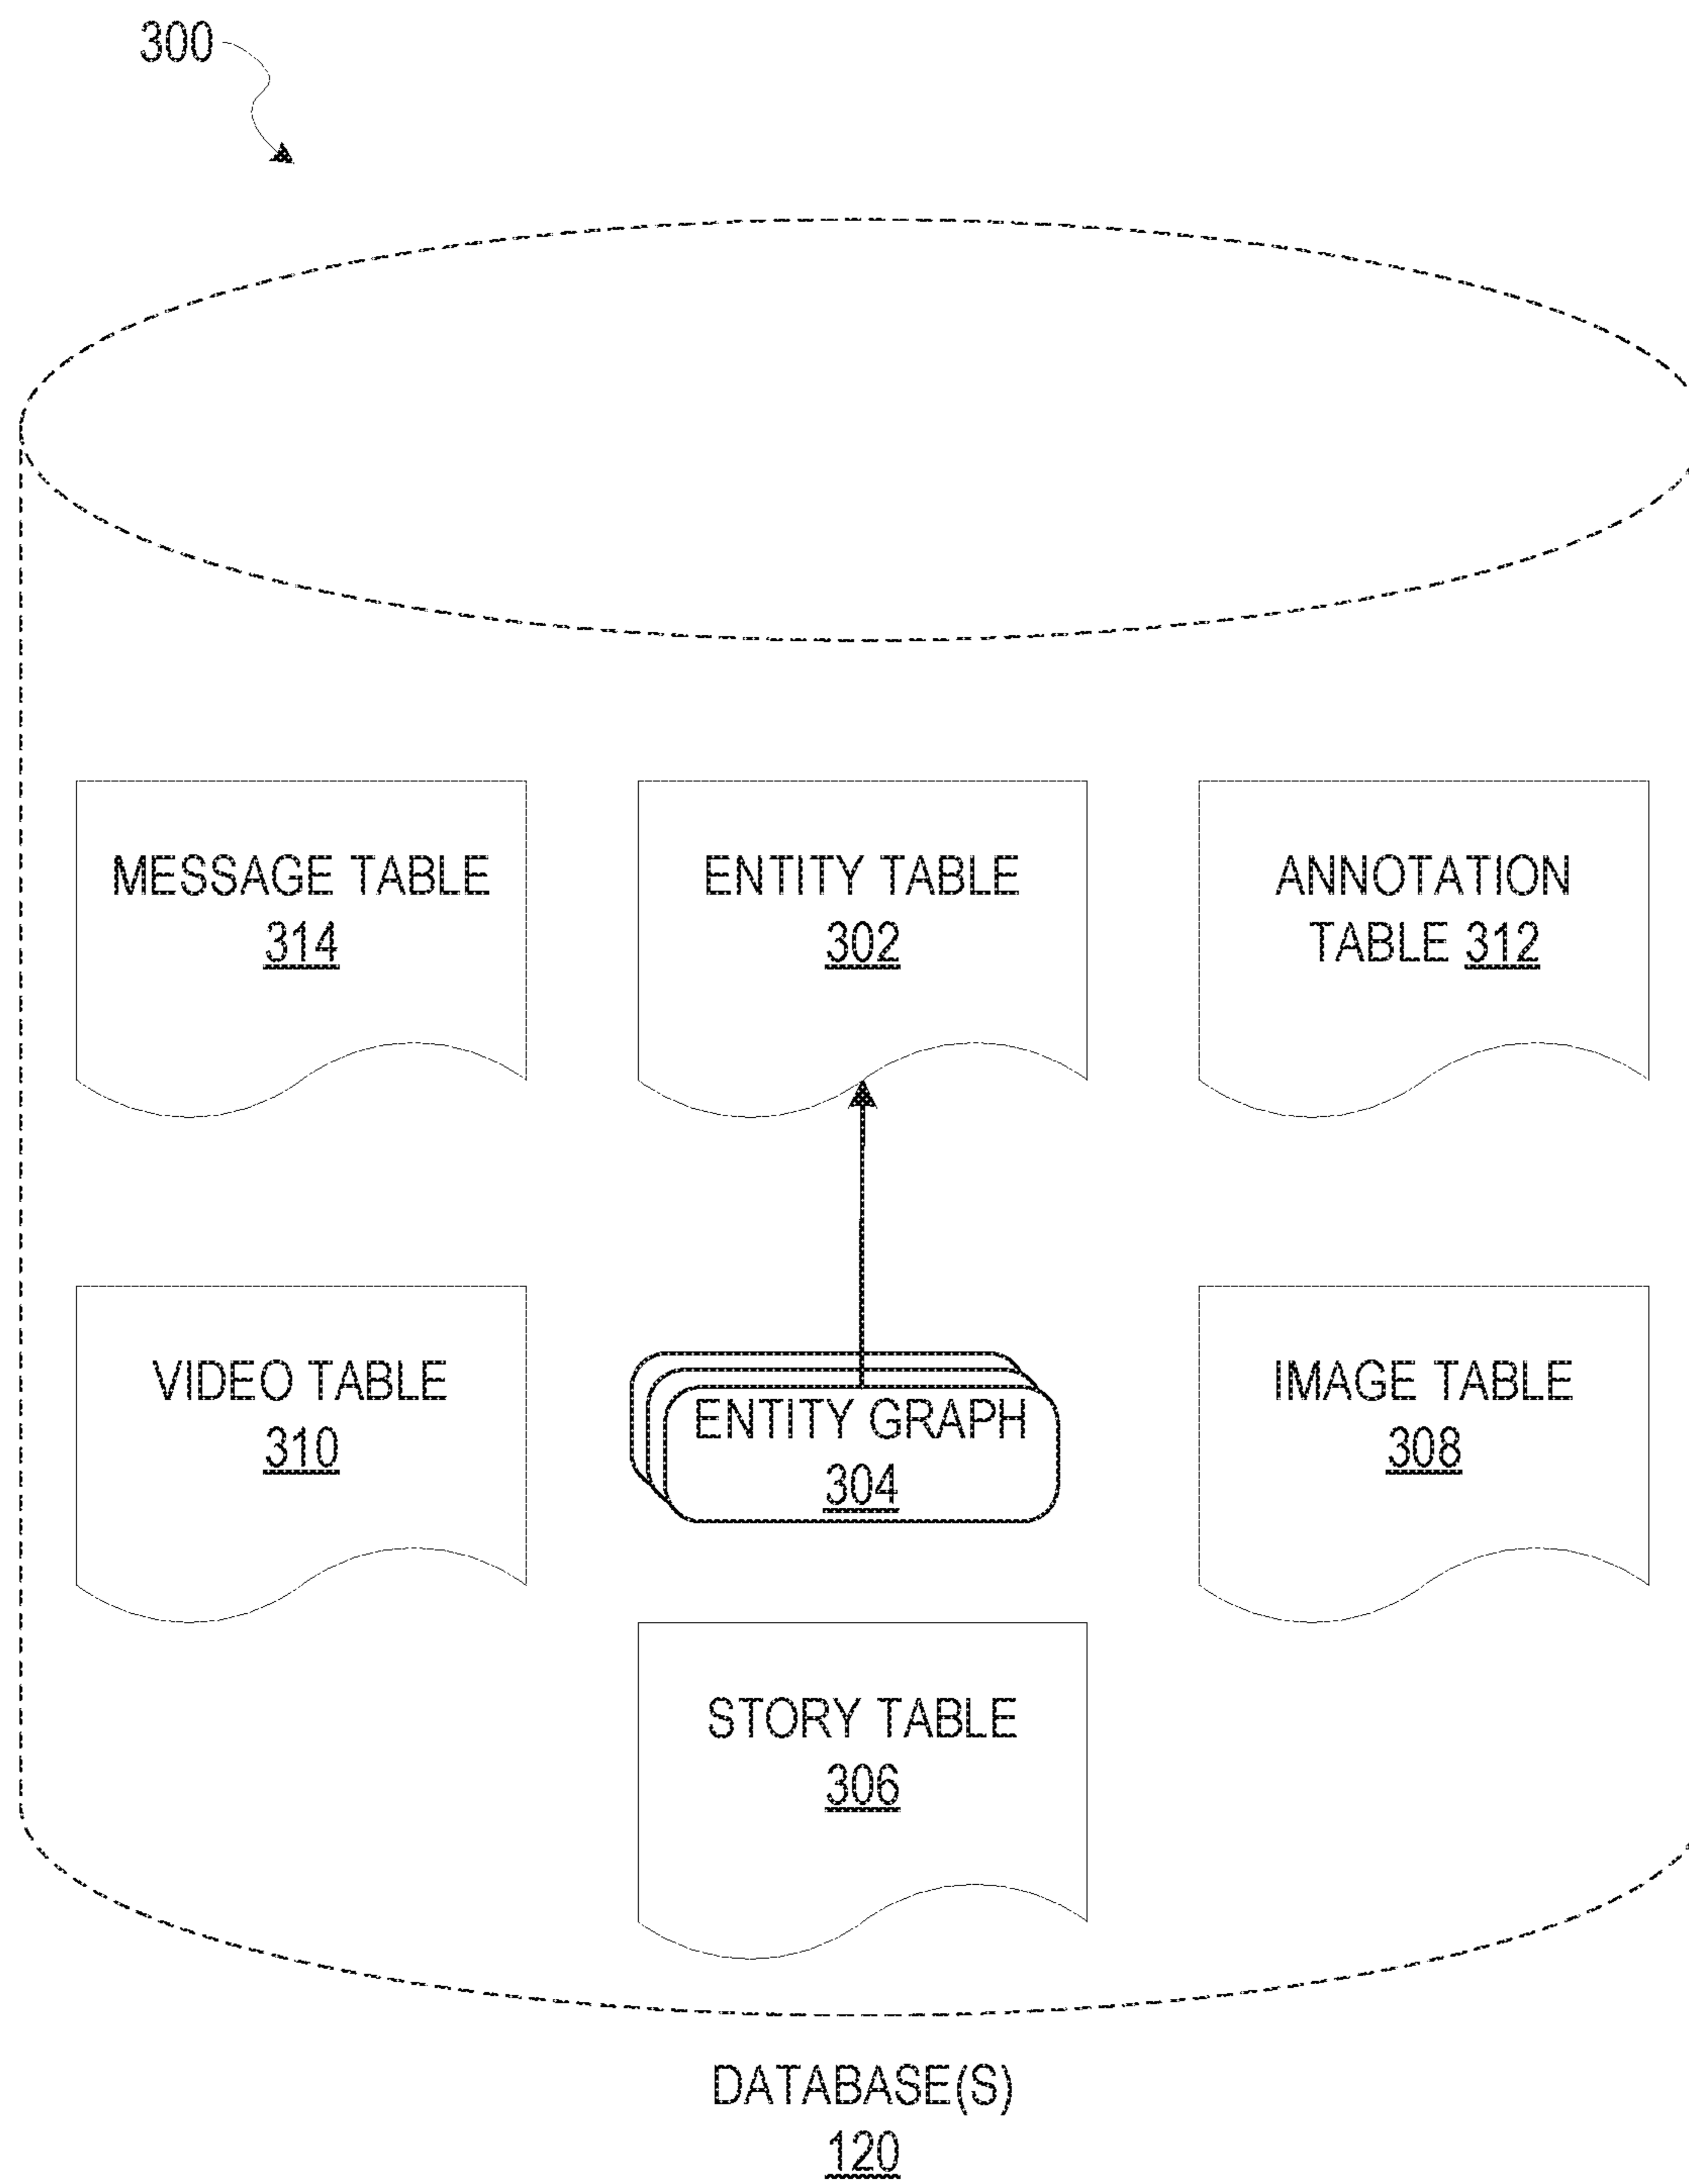 300
MESSAGE TABLE
314
ENTITY TABLE
302
ANNOTATION
TABLE 312
VIDEO TABLE
310
ENTITY GRAPH
304
IMAGE TABLE
308
STORY TABLE
306
DATABASE(S)
120